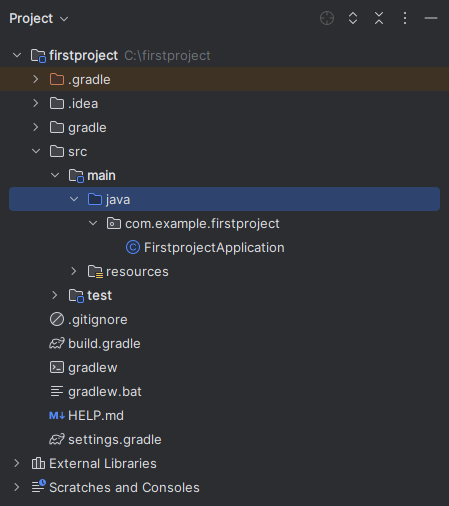 Project
firstproject C:\firstproject
.gradle
.idea
gradle
src
main
java
com.example.firstproject
FirstprojectApplication
resources
test
.gitignore
build.gradle
gradlew
gradlew.bat
M↓ HELP.md
settings.gradle
External Libraries
Scratches and Consoles